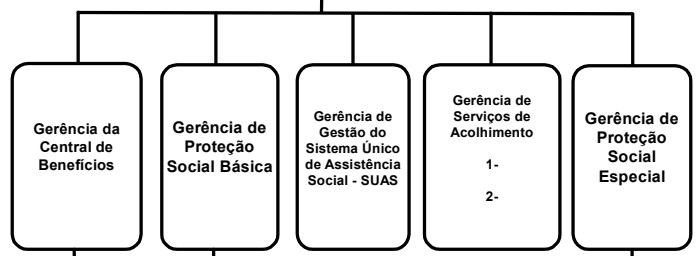 Gerência da
Central de
Benefícios
Gerência de
Proteção
Social Básica
Gerência de
Gestão do
Sistema Único
de Assistência
Social - SUAS
Gerência de
Serviços de
Acolhimento
1-
2-
Gerência de
Proteção
Social
Especial